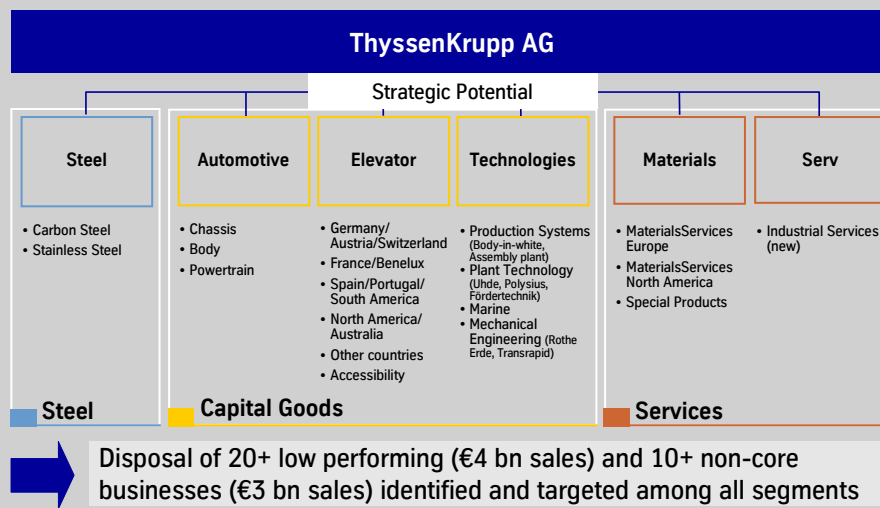 ThyssenKrupp AG
Strategic Potential
Steel
Automotive
Elevator
Technologies
Materials
Serv
• Carbon Steel
• Stainless Steel
• Chassis
• Body
• Powertrain
• Germany/
Austria/Switzerland
• France/Benelux
• Spain/Portugal/
South America
• North America/
Australia
• Other countries
• Accessibility
• Production Systems
(Body-in-white,
Assembly plant)
• Plant Technology
(Uhde, Polysius,
Fördertechnik)
• Marine
• Mechanical
Engineering (Rothe
Erde, Transrapid)
• MaterialsServices
Europe
• MaterialsServices
North America
• Special Products
• Industrial Services
(new)
Steel
Capital Goods
Services
Disposal of 20+ low performing (€4 bn sales) and 10+ non-core
businesses (€3 bn sales) identified and targeted among all segments